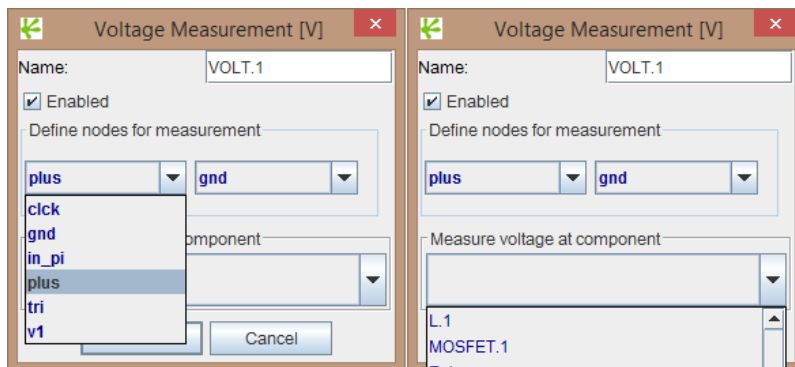 Voltage Measurement [V]
Name:
VOLT.1
Enabled
Define nodes for measurement
plus
gnd
clck
gnd
in_pi
plus
tri
v1
omponent
Cancel
Voltage Measurement [V]
Name:
VOLT.1
Enabled
Define nodes for measurement
plus
gnd
Measure voltage at component
L.1
MOSFET.1